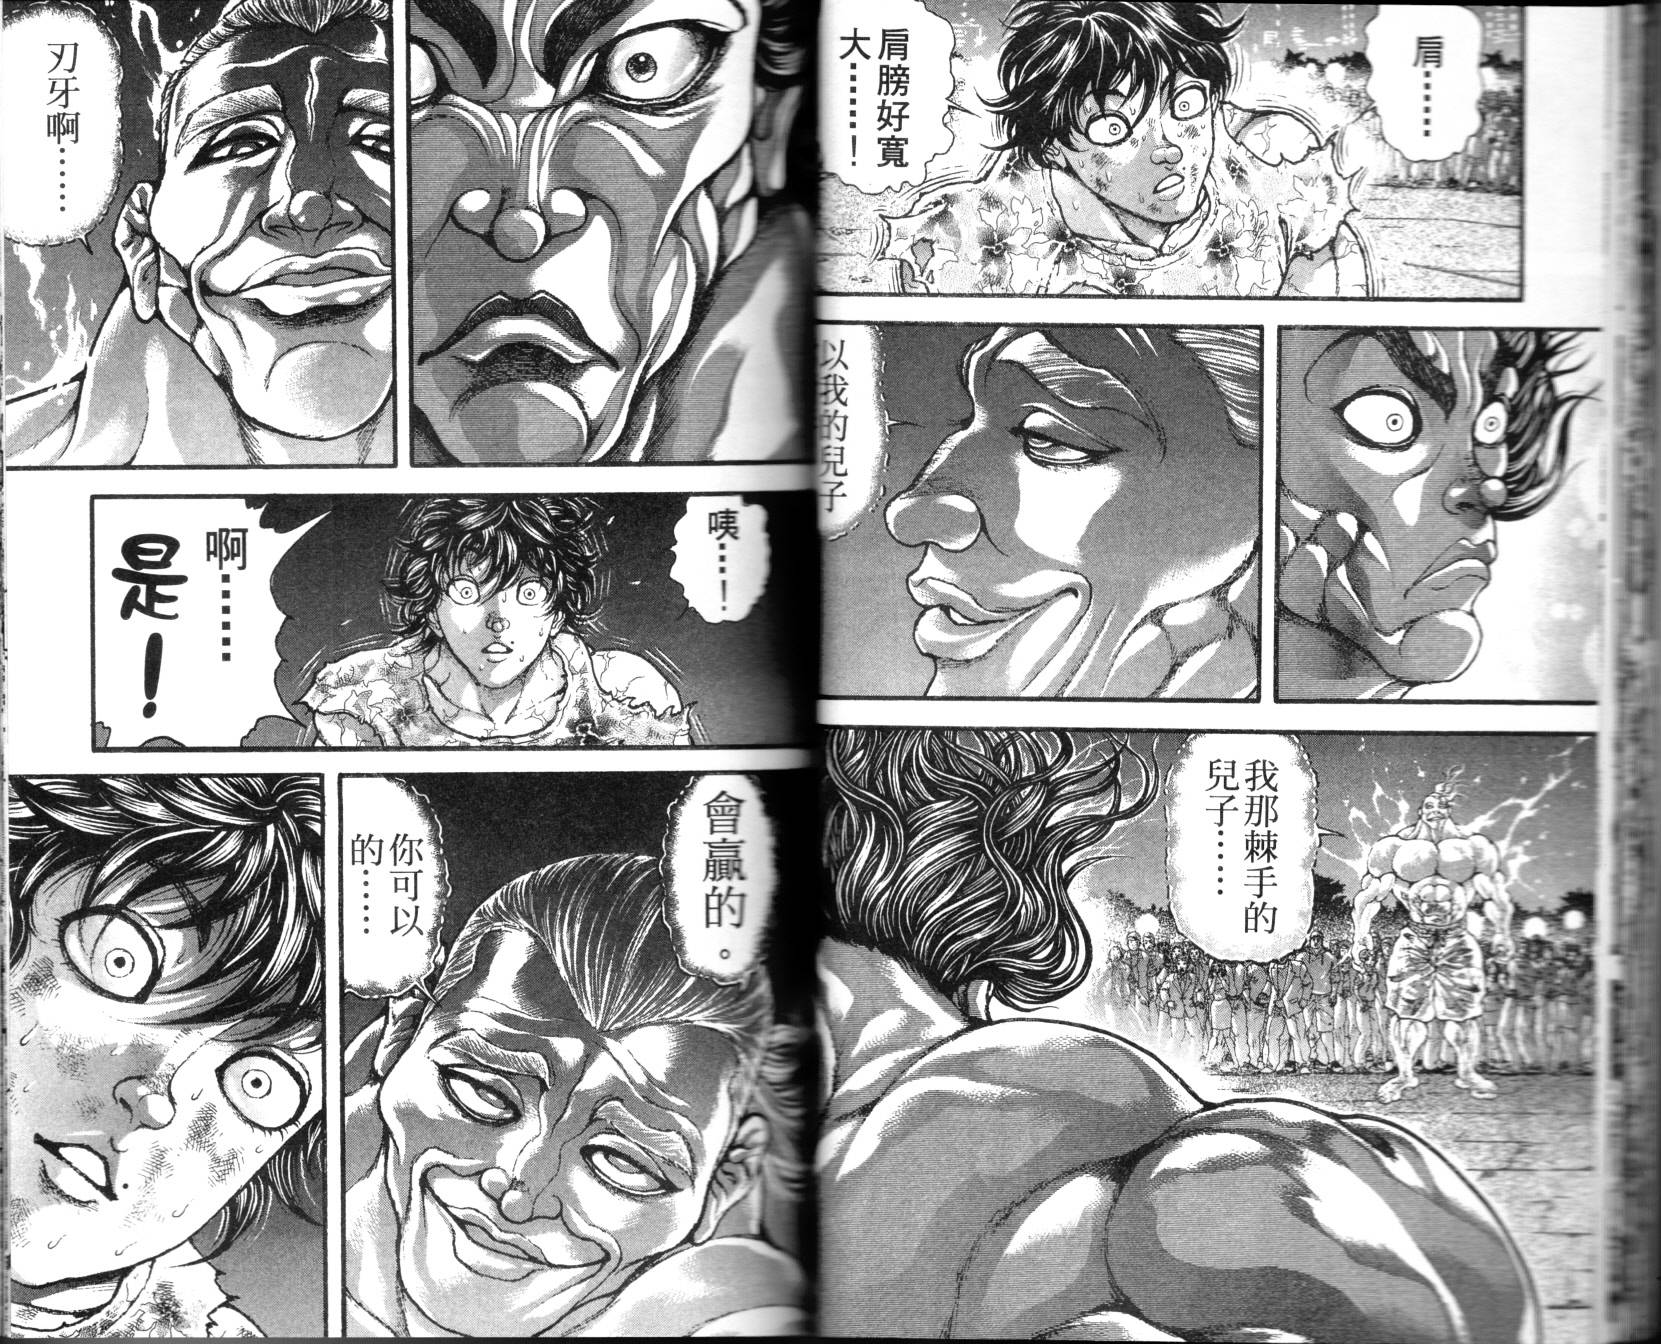 肩……
肩膀好寬
大……！
以我的兒子
我那棘手的
兒子……
刃牙啊……
咦…！
啊……
是！
會贏的。
你可以
的……